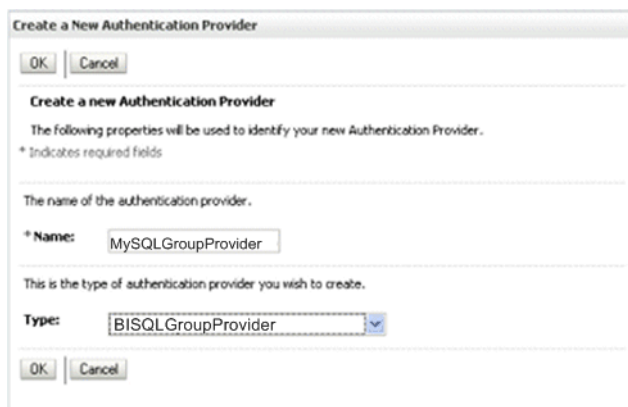 Create a New Authentication Provider
OK Cancel
Create a new Authentication Provider
The following properties will be used to identify your new Authentication Provider.
* Indicates required fields
The name of the authentication provider.
* Name: MySQLGroupProvider
This is the type of authentication provider you wish to create.
Type: BISQLGroupProvider
OK Cancel